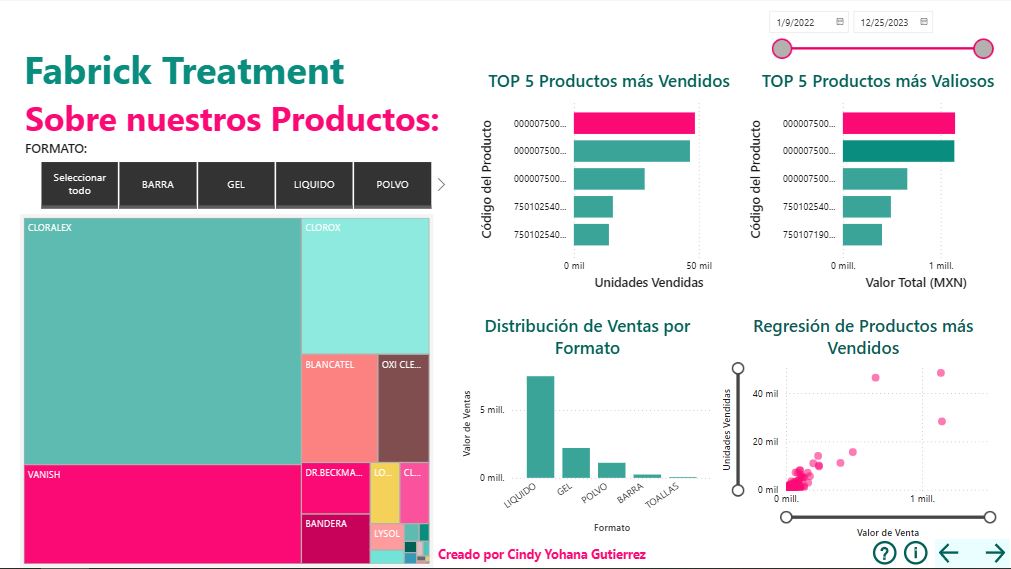 1/9/2022
12/25/2023
Fabrick Treatment
Sobre nuestros Productos:
FORMATO:
Seleccionar
todo
BARRA
GEL
LIQUIDO
POLVO
CLORALEX
CLOROX
BLANCATEL
OXI CLE...
VANISH
DR.BECKMA...
LO...
CL...
BANDERA
LYSOL
TOP 5 Productos más Vendidos
Código del Producto
000007500...
000007500...
000007500...
750102540...
750102540...
0 mil
50 mil
Unidades Vendidas
TOP 5 Productos más Valiosos
Código del Producto
000007500...
000007500...
000007500...
750102540...
750107190...
0 mill.
1 mill.
Valor Total (MXN)
Distribución de Ventas por
Formato
Valor de Ventas
5 mill.
0 mill.
LIQUIDO
GEL
POLVO
BARRA
TOALLAS
Formato
Regresión de Productos más
Vendidos
Unidades Vendidas
40 mil
20 mil
0 mil
0 mill.
1 mill.
Valor de Venta
Creado por Cindy Yohana Gutierrez